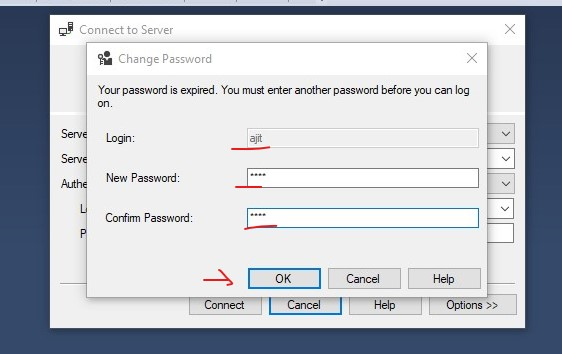 Connect to Server
Change Password
Your password is expired. You must enter another password before you can log
on.
Login: ajit
New Password: ****
Confirm Password: ****
OK Cancel Help
Serve
Serve
Authe
L
P
Connect Cancel Help Options >>